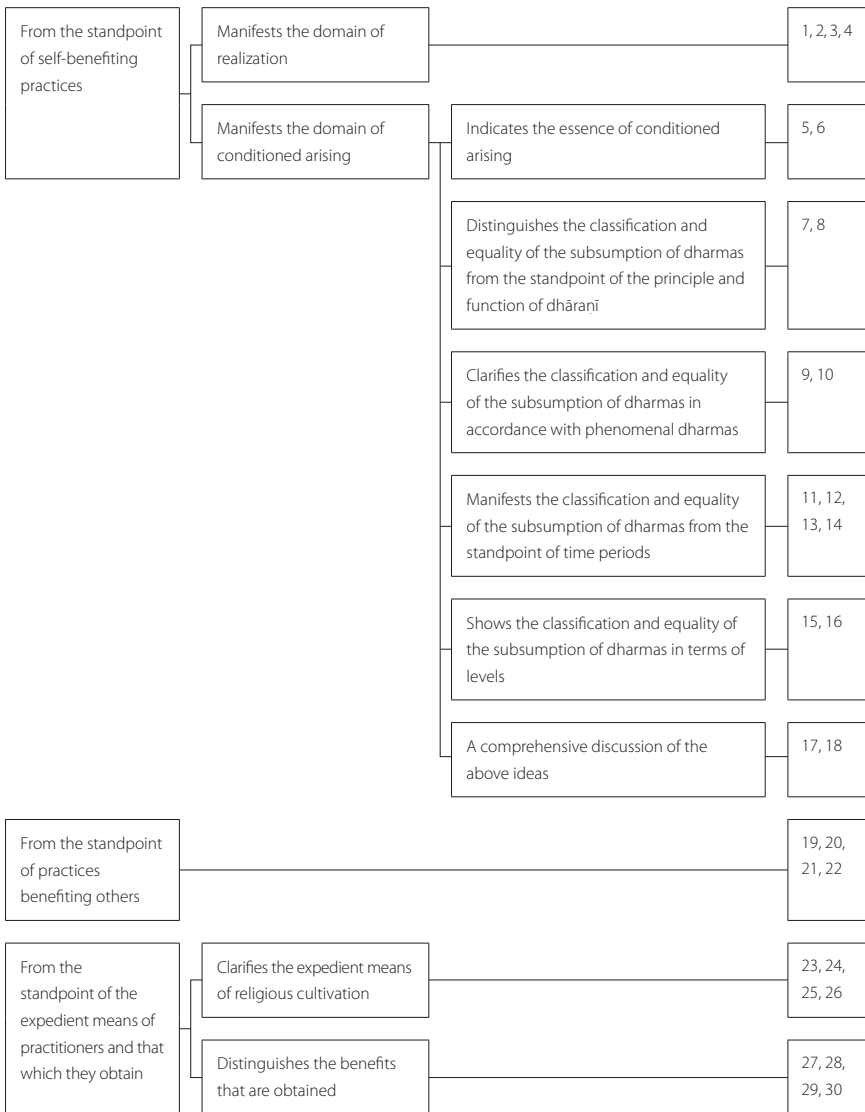 From the standpoint
of self-benefiting
practices
Manifests the domain of
realization
1, 2, 3, 4
Manifests the domain of
conditioned arising
Indicates the essence of conditioned
arising
5, 6
Distinguishes the classification and
equality of the subsumption of dharmas
from the standpoint of the principle and
function of dhāraṇī
7, 8
Clarifies the classification and equality
of the subsumption of dharmas in
accordance with phenomenal dharmas
9, 10
Manifests the classification and equality
of the subsumption of dharmas from the
standpoint of time periods
11, 12,
13, 14
Shows the classification and equality of
the subsumption of dharmas in terms of
levels
15, 16
A comprehensive discussion of the
above ideas
17, 18
From the standpoint
of practices
benefiting others
19, 20,
21, 22
From the
standpoint of the
expedient means of
practitioners and that
which they obtain
Clarifies the expedient means
of religious cultivation
23, 24,
25, 26
Distinguishes the benefits
that are obtained
27, 28,
29, 30